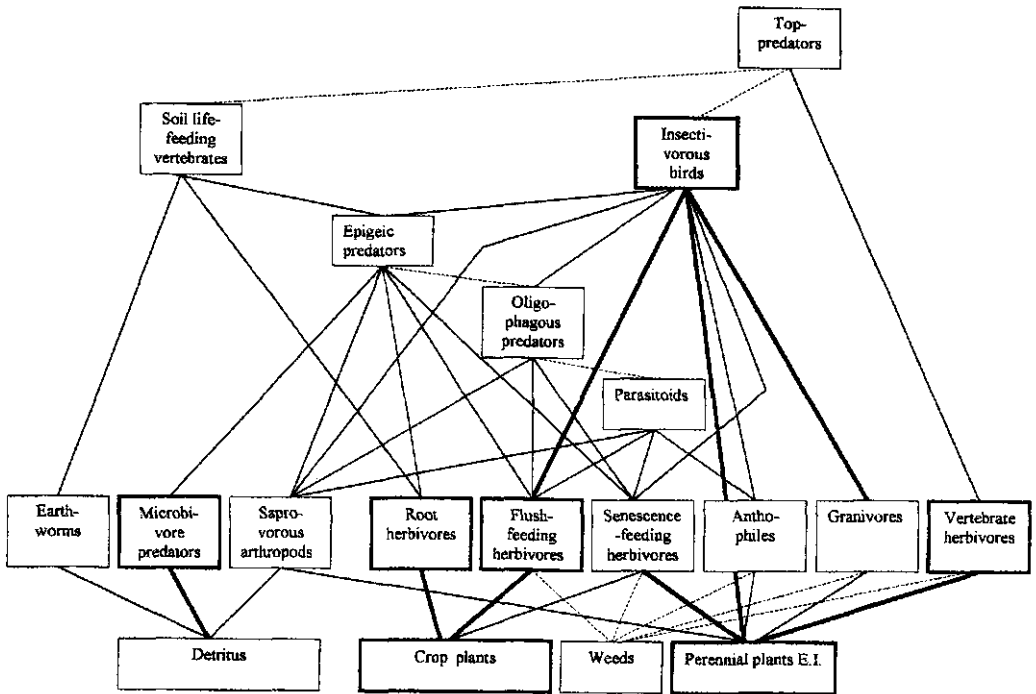 Top-
predators
Soil life-
feeding
vertebrates
Insecti-
vorous
birds
Epigeic
predators
Oligo-
phagous
predators
Parasitoids
Earth-
worms
Microbi-
vore
predators
Sapro-
vorous
arthropods
Root
herbivores
Flush-
feeding
herbivores
Senescence
-feeding
herbivores
Antho-
philes
Granivores
Vertebrate
herbivores
Detritus
Crop plants
Weeds
Perennial plants E.I.